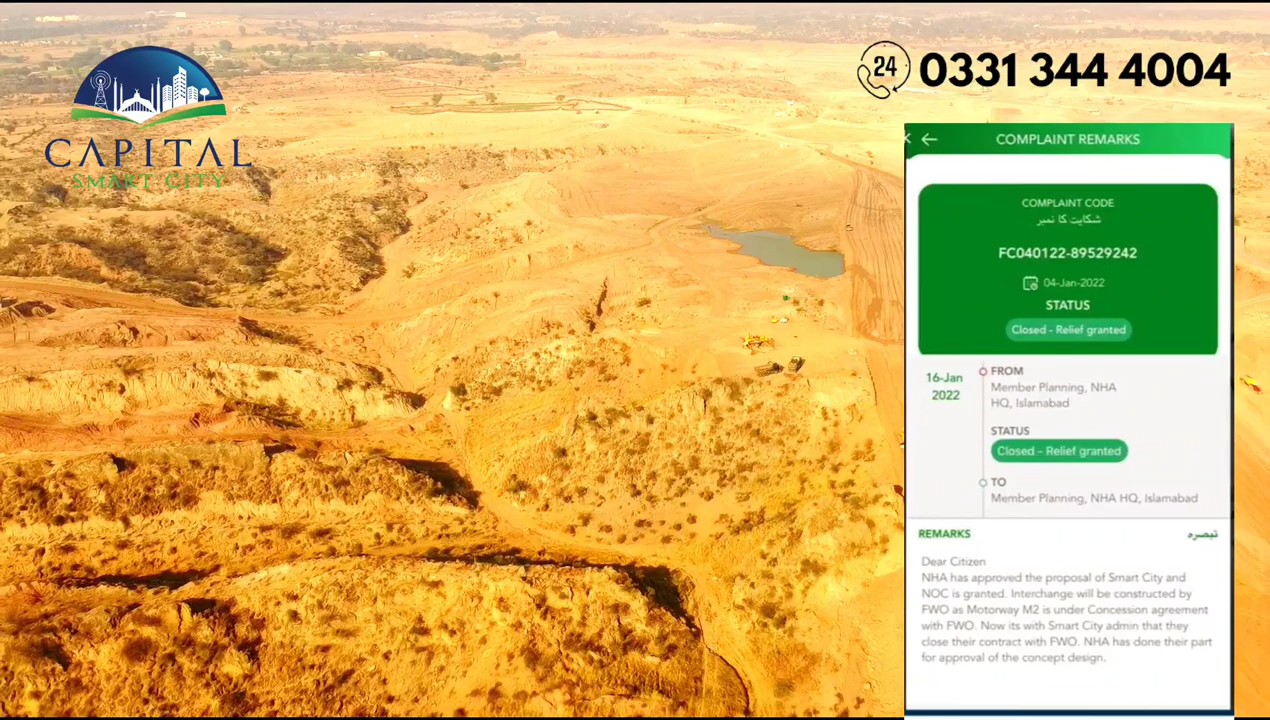 CAPITAL
SMART CITY
24
0331 344 4004
COMPLAINT REMARKS
COMPLAINT CODE
شکایت کا نمبر
FC040122-89529242
04-Jan-2022
STATUS
Closed - Relief granted
16-Jan
2022
FROM
Member Planning, NHA
HQ, Islamabad
STATUS
Closed - Relief granted
TO
Member Planning, NHA HQ, Islamabad
REMARKS
تبصرہ
Dear Citizen
NHA has approved the proposal of Smart City and
NOC is granted. Interchange will be constructed by
FWO as Motorway M2 is under Concession agreement
with FWO. Now its with Smart City admin that they
close their contract with FWO. NHA has done their part
for approval of the concept design.